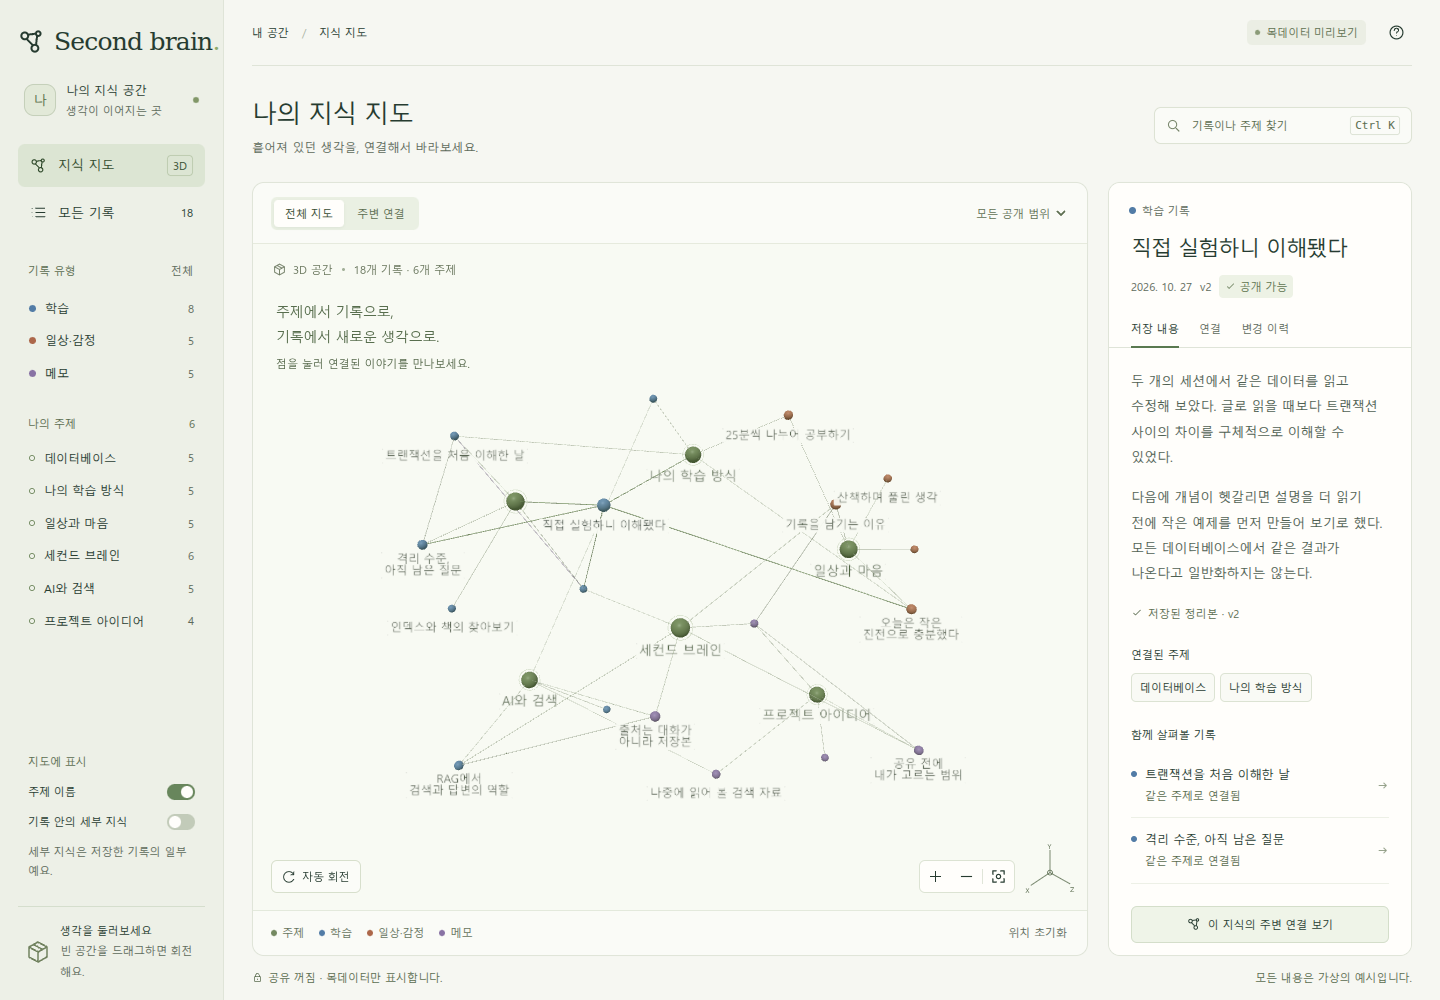 Second brain.
나
나의 지식 공간
생각이 이어지는 곳
지식 지도
3D
모든 기록
18
기록 유형
전체
학습
8
일상·감정
5
메모
5
나의 주제
6
데이터베이스
5
나의 학습 방식
5
일상과 마음
5
세컨드 브레인
6
AI와 검색
5
프로젝트 아이디어
4
지도에 표시
주제 이름
기록 안의 세부 지식
세부 지식은 저장한 기록의 일부
예요.
생각을 둘러보세요
빈 공간을 드래그하면 회전
해요.
내 공간 / 지식 지도
목데이터 미리보기
나의 지식 지도
흩어져 있던 생각을, 연결해서 바라보세요.
기록이나 주제 찾기
Ctrl K
전체 지도
주변 연결
모든 공개 범위
3D 공간 • 18개 기록 · 6개 주제
주제에서 기록으로,
기록에서 새로운 생각으로.
점을 눌러 연결된 이야기를 만나보세요.
25분씩 나누어 공부하기
트랜잭션을 처음 이해한 날
나의 학습 방식
산책하며 풀린 생각
직접 실험하니 이해됐다
기록을 남기는 이유
격리 수준,
아직 남은 질문
일상과 마음
인덱스와 책의 찾아보기
오늘은 작은
진전으로 충분했다
세컨드 브레인
AI와 검색
프로젝트 아이디어
출처는 대화가
아니라 저장본
공유 전에
내가 고르는 범위
RAG에서
검색과 답변의 역할
나중에 읽어 볼 검색 자료
자동 회전
Y
X
Z
주제
학습
일상·감정
메모
위치 초기화
공유 꺼짐 · 목데이터만 표시합니다.
학습 기록
직접 실험하니 이해됐다
2026. 10. 27 v2
공개 가능
저장 내용
연결
변경 이력
두 개의 세션에서 같은 데이터를 읽고
수정해 보았다. 글로 읽을 때보다 트랜잭션
사이의 차이를 구체적으로 이해할 수
있었다.
다음에 개념이 헷갈리면 설명을 더 읽기
전에 작은 예제를 먼저 만들어 보기로 했다.
모든 데이터베이스에서 같은 결과가
나온다고 일반화하지는 않는다.
저장된 정리본 · v2
연결된 주제
데이터베이스
나의 학습 방식
함께 살펴볼 기록
트랜잭션을 처음 이해한 날
같은 주제로 연결됨
격리 수준, 아직 남은 질문
같은 주제로 연결됨
이 지식의 주변 연결 보기
모든 내용은 가상의 예시입니다.